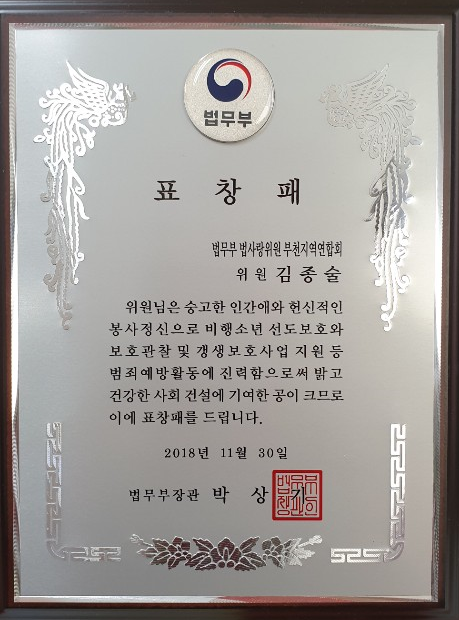 법무부
표 창 패
법무부 법사랑위원 부천지역연합회
위 원 김 종 술
위원님은 숭고한 인간애와 헌신적인
봉사정신으로 비행소년 선도보호와
보호관찰 및 갱생보호사업 지원 등
범죄예방활동에 진력함으로써 밝고
건강한 사회 건설에 기여한 공이 크므로
이에 표창패를 드립니다.
2018년 11월 30일
법무부장관 박 상 기